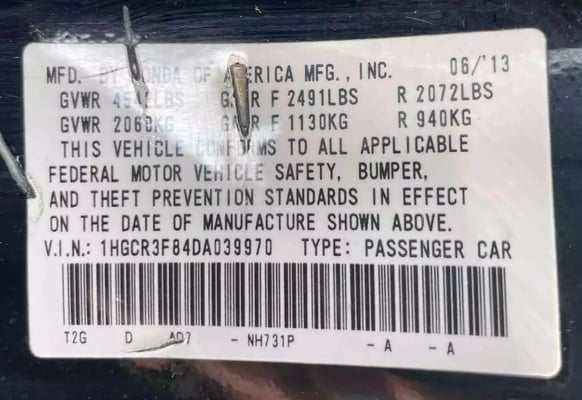 MFD. BY HONDA OF AMERICA MFG., INC. 06/'13
GVWR LBS GAWR F 2491LBS R 2072LBS
GVWR 2060KG GAWR F 1130KG R 940KG
THIS VEHICLE CONFORMS TO ALL APPLICABLE
FEDERAL MOTOR VEHICLE SAFETY, BUMPER,
AND THEFT PREVENTION STANDARDS IN EFFECT
ON THE DATE OF MANUFACTURE SHOWN ABOVE.
V.I.N.: 1HGCR3F84DA039970 TYPE: PASSENGER CAR
T2G D - NH731P - A - A